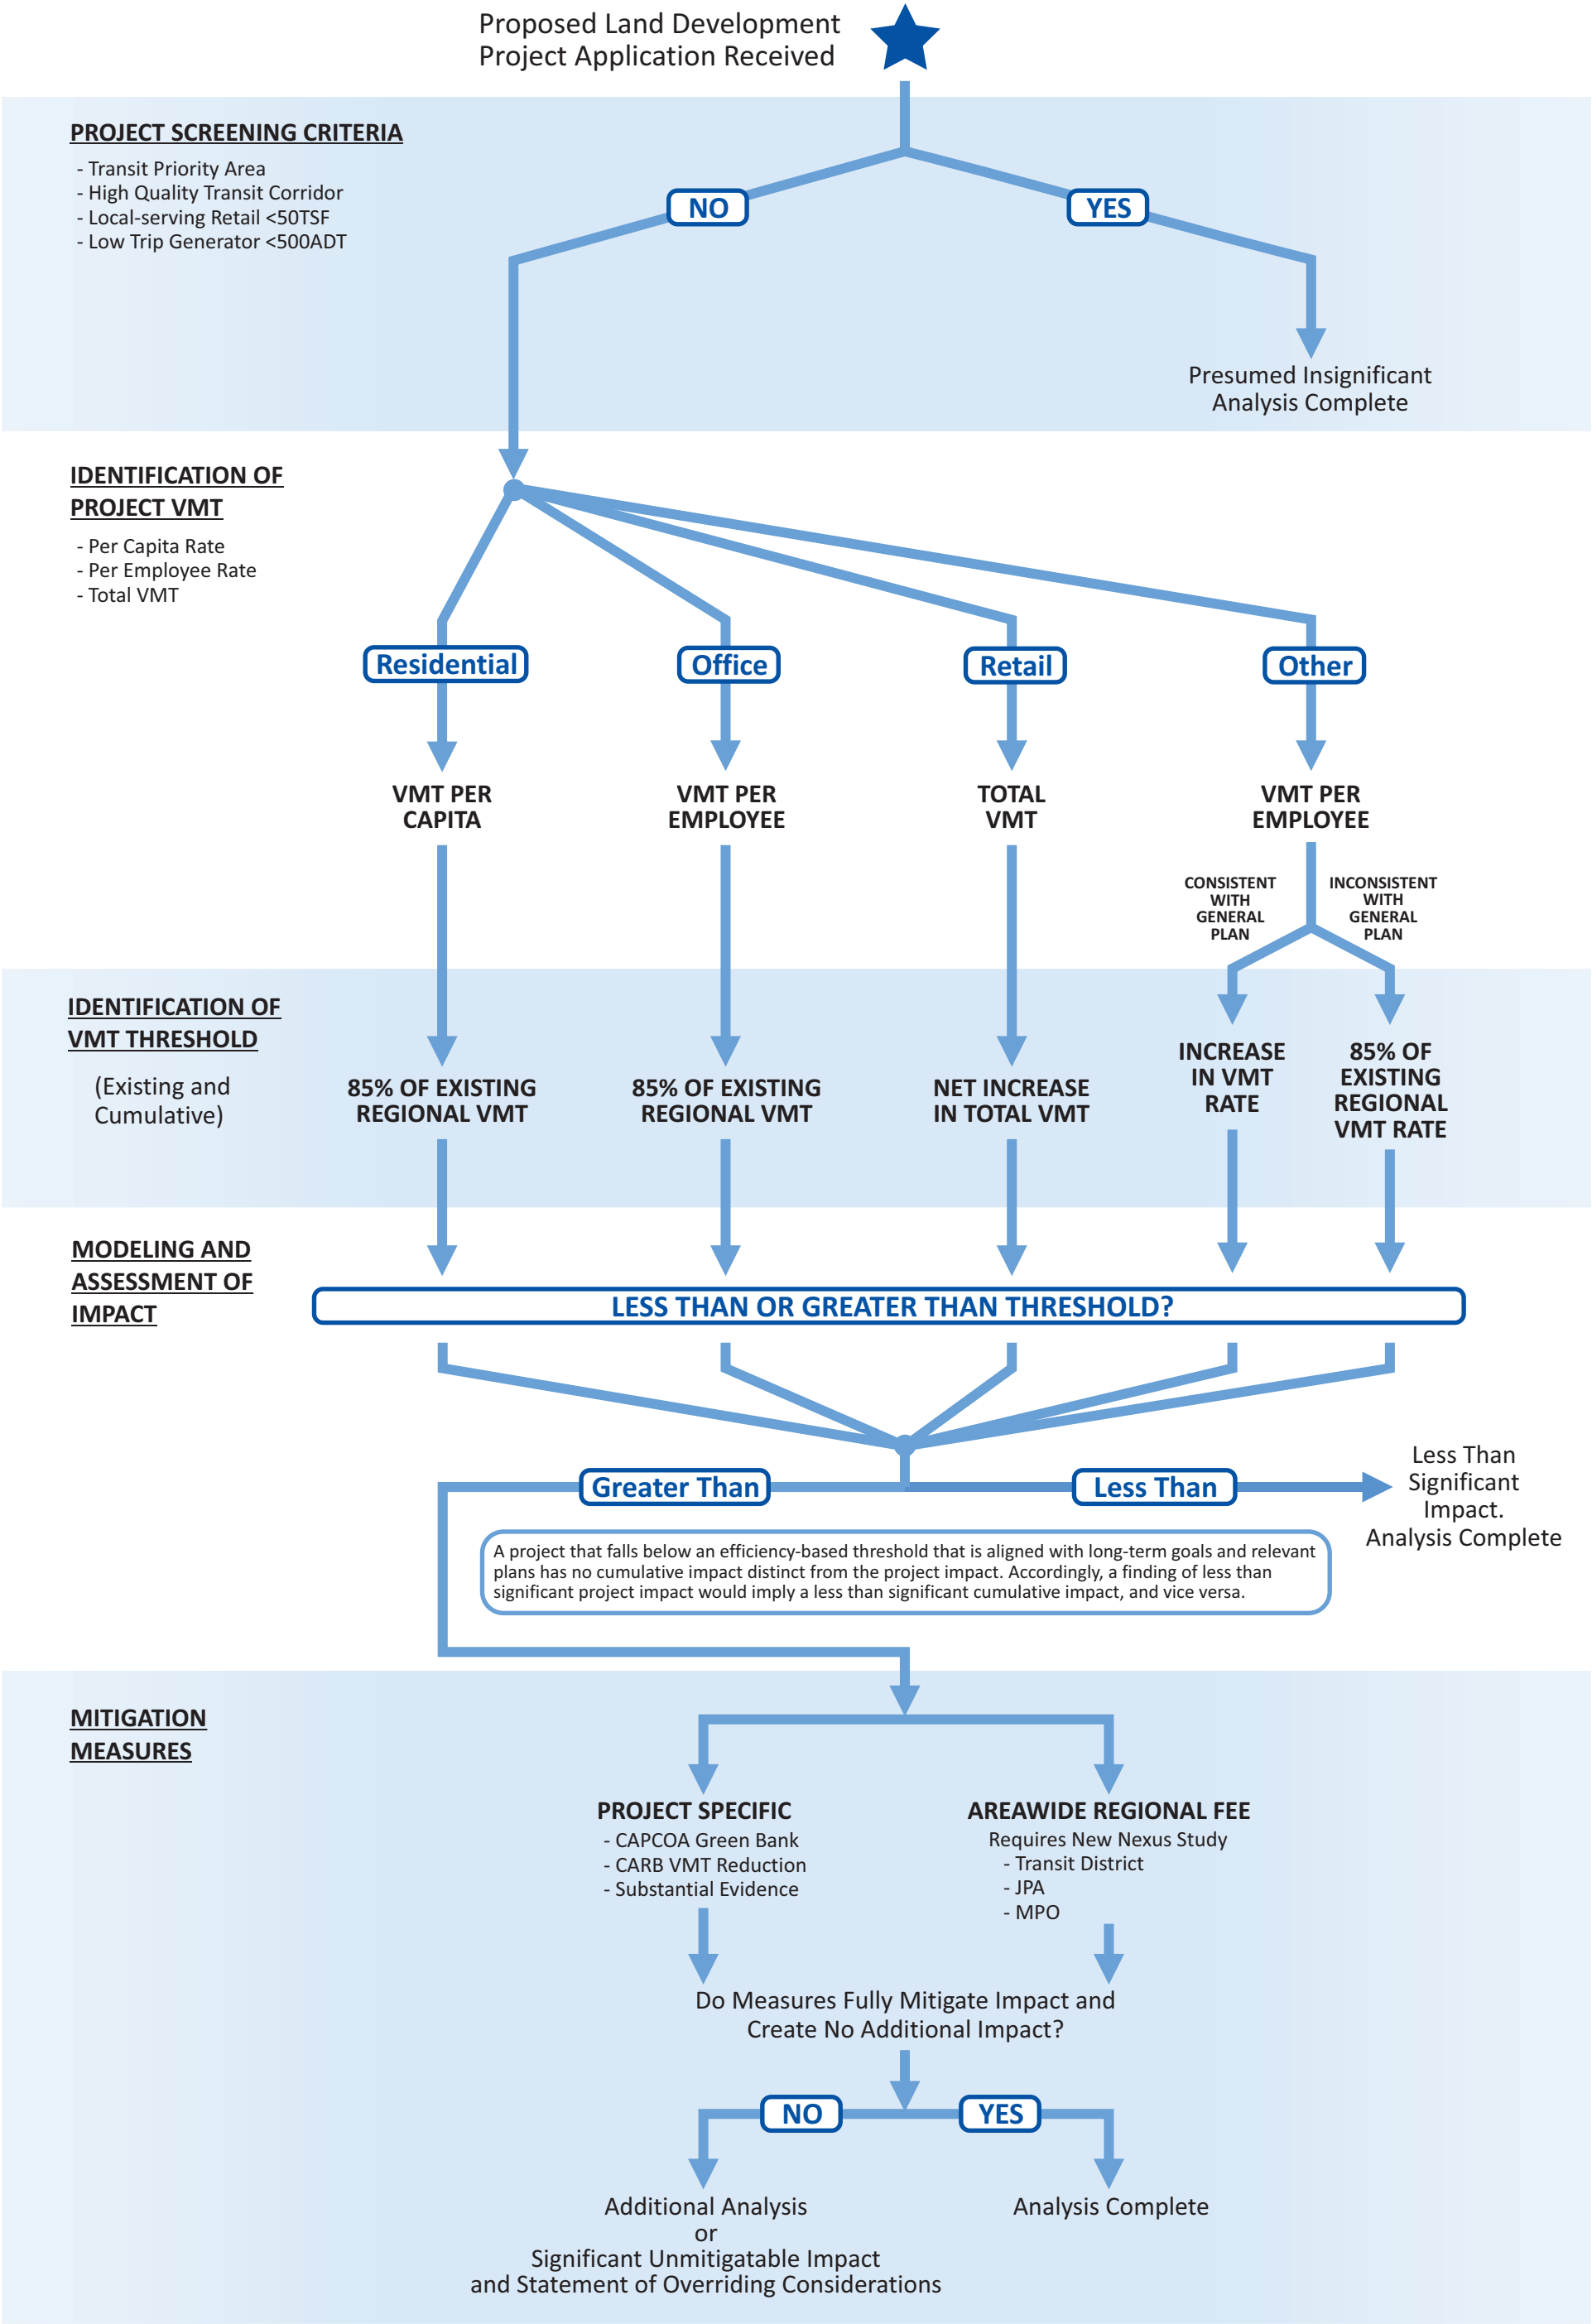 Proposed Land Development
Project Application Received
PROJECT SCREENING CRITERIA
- Transit Priority Area
- High Quality Transit Corridor
- Local-serving Retail <50TSF
- Low Trip Generator <500ADT
NO
YES
Presumed Insignificant
Analysis Complete
IDENTIFICATION OF
PROJECT VMT
- Per Capita Rate
- Per Employee Rate
- Total VMT
Residential
Office
Retail
Other
VMT PER
CAPITA
VMT PER
EMPLOYEE
TOTAL
VMT
VMT PER
EMPLOYEE
CONSISTENT
WITH
GENERAL
PLAN
INCONSISTENT
WITH
GENERAL
PLAN
IDENTIFICATION OF
VMT THRESHOLD
(Existing and
Cumulative)
85% OF EXISTING
REGIONAL VMT
85% OF EXISTING
REGIONAL VMT
NET INCREASE
IN TOTAL VMT
INCREASE
IN VMT
RATE
85% OF
EXISTING
REGIONAL
VMT RATE
MODELING AND
ASSESSMENT OF
IMPACT
LESS THAN OR GREATER THAN THRESHOLD?
Greater Than
Less Than
Less Than
Significant
Impact.
Analysis Complete
A project that falls below an efficiency-based threshold that is aligned with long-term goals and relevant
plans has no cumulative impact distinct from the project impact. Accordingly, a finding of less than
significant project impact would imply a less than significant cumulative impact, and vice versa.
MITIGATION
MEASURES
PROJECT SPECIFIC
- CAPCOA Green Bank
- CARB VMT Reduction
- Substantial Evidence
AREAWIDE REGIONAL FEE
Requires New Nexus Study
- Transit District
- JPA
- MPO
Do Measures Fully Mitigate Impact and
Create No Additional Impact?
NO
YES
Additional Analysis
or
Significant Unmitigatable Impact
and Statement of Overriding Considerations
Analysis Complete